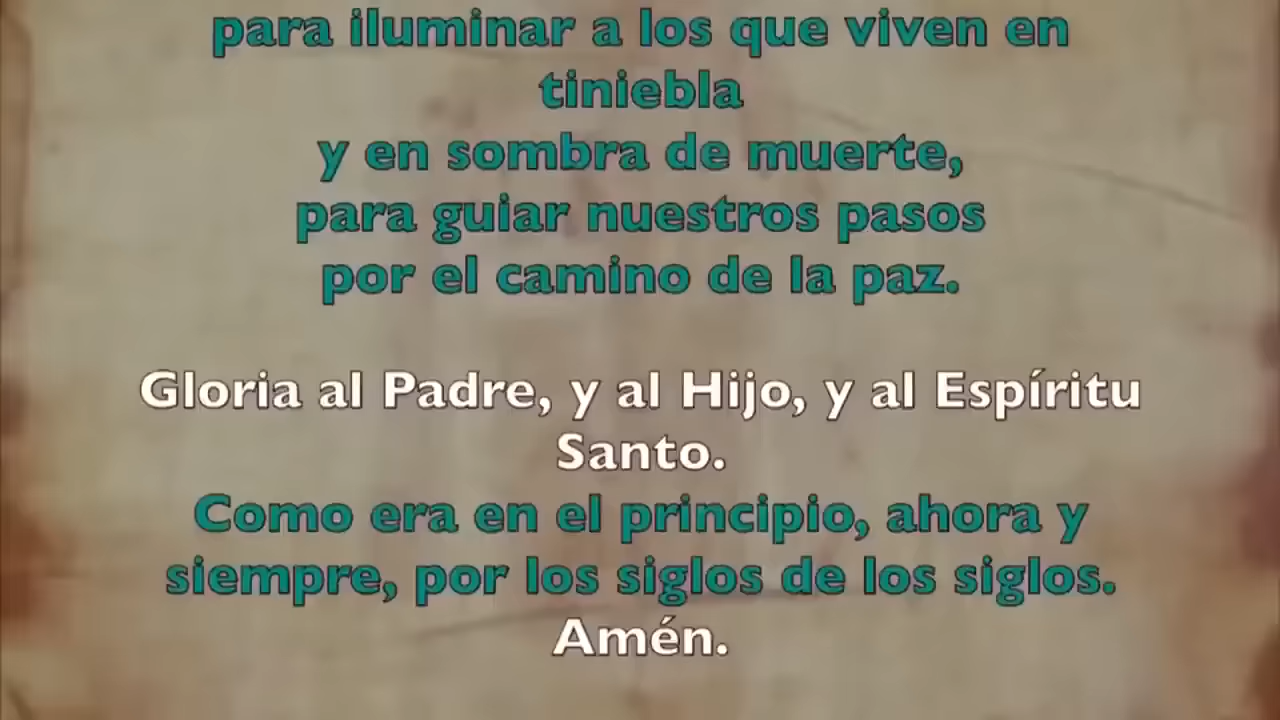 para iluminar a los que viven en
tiniebla
y en sombra de muerte,
para guiar nuestros pasos
por el camino de la paz.
Gloria al Padre, y al Hijo, y al Espíritu
Santo.
Como era en el principio, ahora y
siempre, por los siglos de los siglos.
Amén.